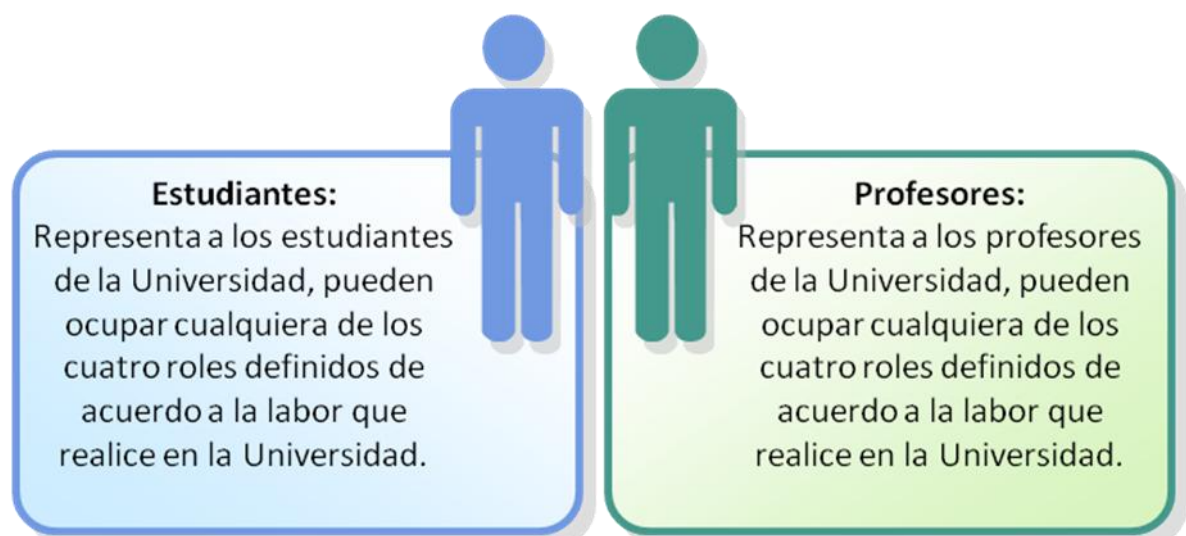 Estudiantes:
Representa a los estudiantes
de la Universidad, pueden
ocupar cualquiera de los
cuatro roles definidos de
acuerdo a la labor que
realice en la Universidad.
Profesores:
Representa a los profesores
de la Universidad, pueden
ocupar cualquiera de los
cuatro roles definidos de
acuerdo a la labor que
realice en la Universidad.